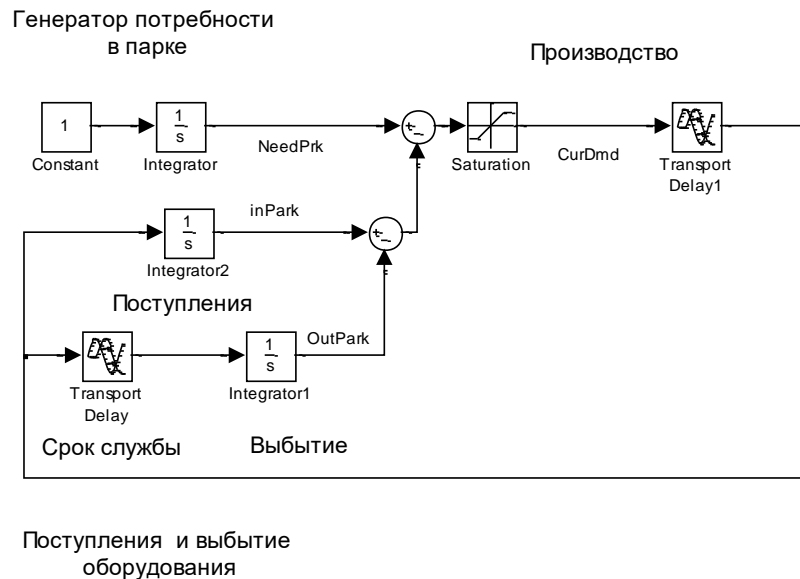 Генератор потребности
в парке
Производство
1
Constant
1
s
Integrator
NeedPrk
Saturation
CurDmd
Transport
Delay1
1
s
Integrator2
inPark
Поступления
Transport
Delay
1
s
Integrator1
OutPark
Срок службы
Выбытие
Поступления и выбытие
оборудования